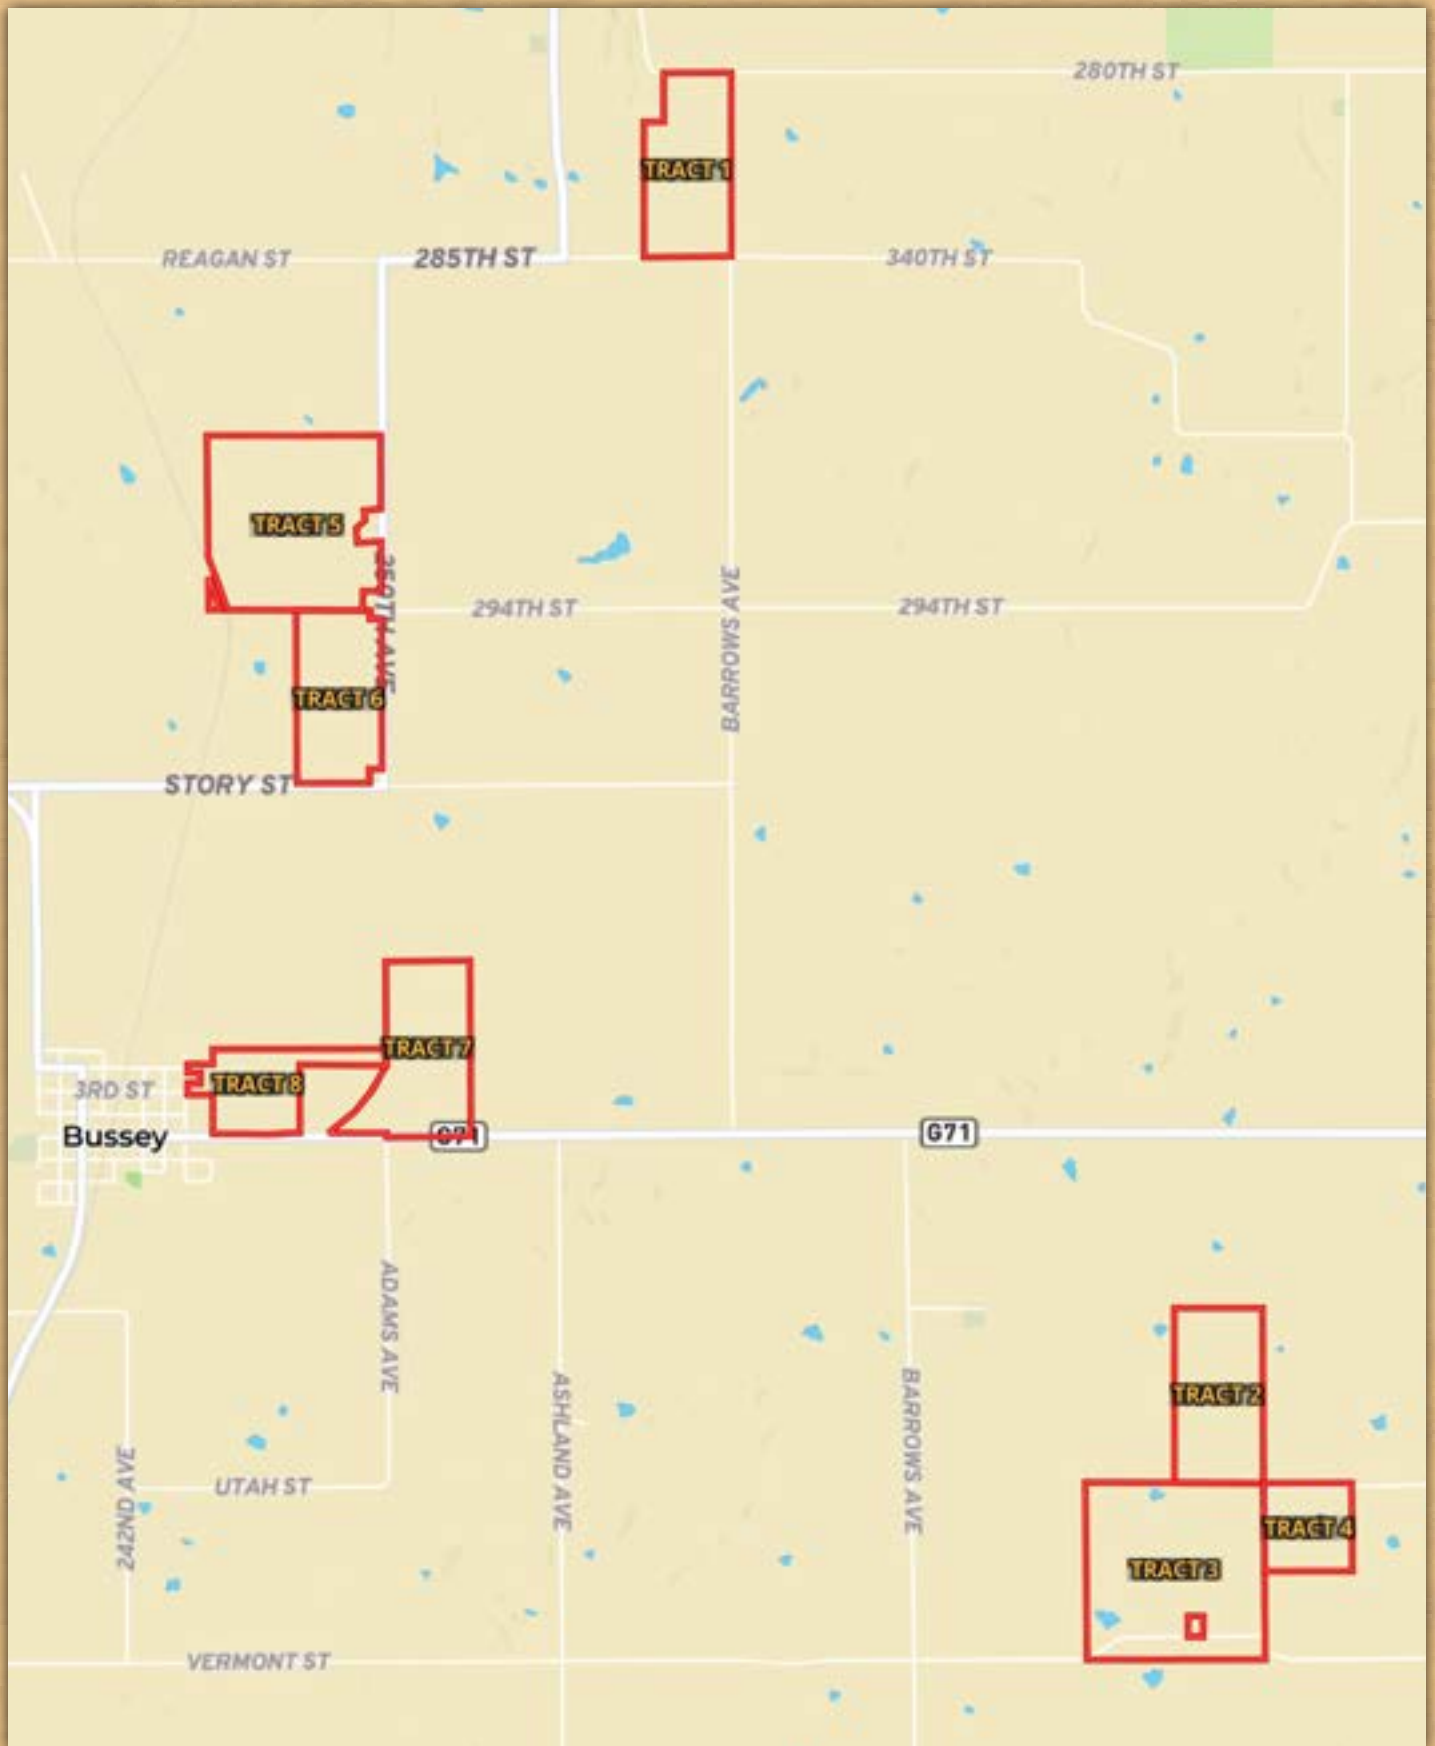 280TH ST
TRACT 1
REAGAN ST
285TH ST
340TH ST
TRACT 5
250TH AVE
294TH ST
BARROWS AVE
294TH ST
TRACT 6
STORY ST
TRACT 7
3RD ST
TRACT 8
Bussey
G71
G71
ADAMS AVE
ASHLAND AVE
BARROWS AVE
TRACT 2
242ND AVE
UTAH ST
TRACT 4
TRACT 3
VERMONT ST